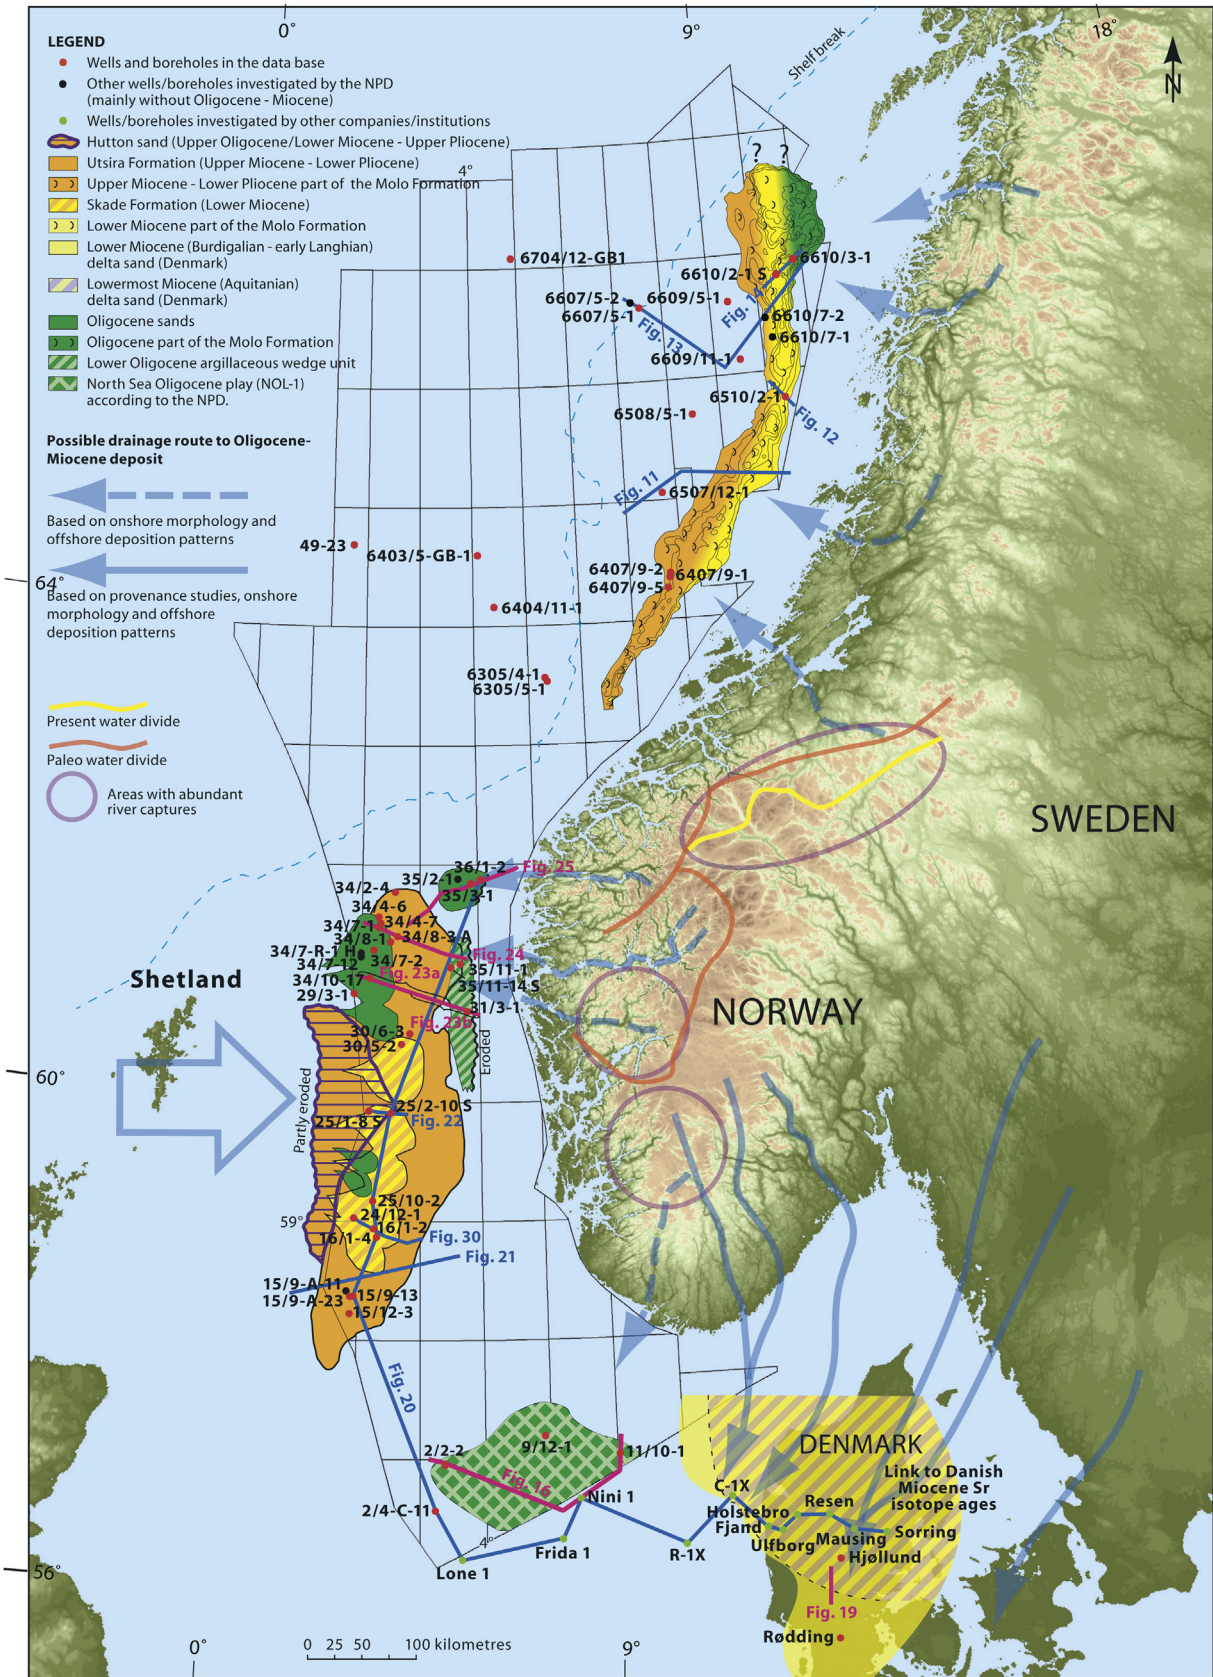 0°
9°
18°
N
Shelf break
LEGEND
Wells and boreholes in the data base
Other wells/boreholes investigated by the NPD
(mainly without Oligocene - Miocene)
Wells/boreholes investigated by other companies/institutions
Hutton sand (Upper Oligocene/Lower Miocene - Upper Pliocene)
Utsira Formation (Upper Miocene - Lower Pliocene)
Upper Miocene - Lower Pliocene part of the Molo Formation
Skade Formation (Lower Miocene)
Lower Miocene part of the Molo Formation
Lower Miocene (Burdigalian - early Langhian)
delta sand (Denmark)
Lowermost Miocene (Aquitanian)
delta sand (Denmark)
Oligocene sands
Oligocene part of the Molo Formation
Lower Oligocene argillaceous wedge unit
North Sea Oligocene play (NOL-1)
according to the NPD.
Possible drainage route to Oligocene-
Miocene deposit
Based on onshore morphology and
offshore deposition patterns
Based on provenance studies, onshore
morphology and offshore
deposition patterns
Present water divide
Paleo water divide
Areas with abundant
river captures
4°
? ?
6704/12-GB1
6610/3-1
6610/2-1 S
6607/5-2
6609/5-1
6607/5-1
Fig. 14
6610/7-2
Fig. 13
6610/7-1
6609/11-1
6510/2-1
6508/5-1
Fig. 12
Fig. 11
6507/12-1
49-23
6403/5-GB-1
6407/9-2
6407/9-1
6407/9-5
64°
6404/11-1
6305/4-1
6305/5-1
SWEDEN
36/1-2
Fig. 25
35/2-1
34/2-4
35/3-1
34/4-6
34/7-1
34/4-7
34/8-1
34/8-3 A
34/7-R-1 H
34/7-2
Fig. 24
34/7-12
35/11-1
34/10-17
Fig. 23a
35/11-14 S
29/3-1
31/3-1
Shetland
NORWAY
Fig. 23b
30/6-3
30/5-2
Eroded
60°
Partly eroded
25/2-10 S
25/1-8 S
Fig. 22
25/10-2
24/12-1
59°
16/1-2
16/1-4
Fig. 30
Fig. 21
15/9-A-11
15/9-13
15/9-A-23
15/12-3
Fig. 20
DENMARK
2/2-2
9/12-1
11/10-1
Fig. 16
Link to Danish
Miocene Sr
isotope ages
C-1X
Nini 1
Resen
2/4-C-11
Holstebro
Fjand
Ulfborg
Mausing
Sorring
4°
Frida 1
R-1X
Hjøllund
Lone 1
56°
Fig. 19
Rødding
0°
0 25 50 100 kilometres
9°